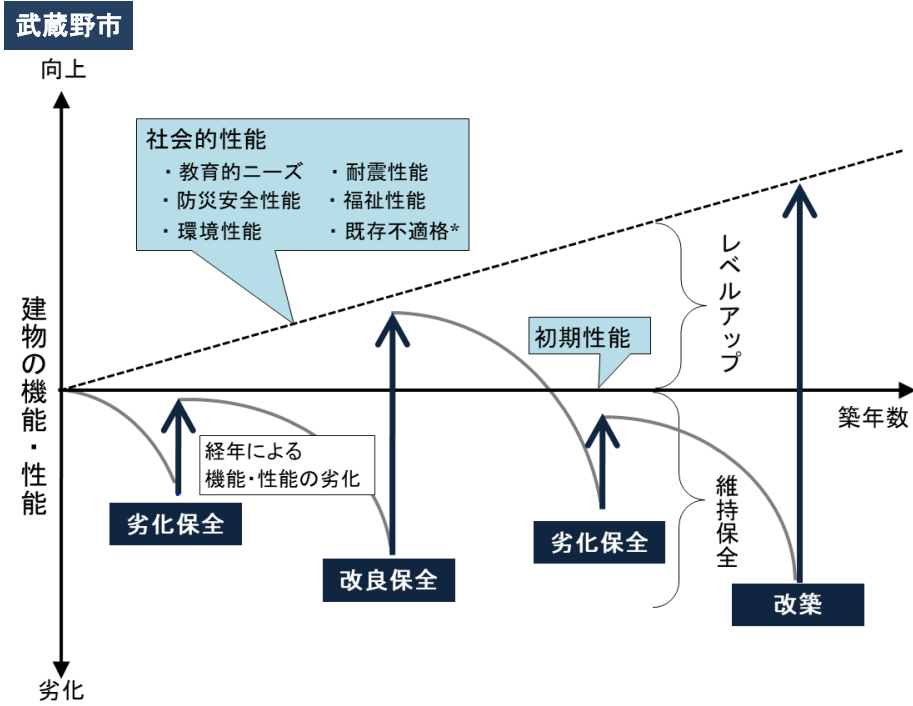 武蔵野市
向上
社会的性能
・教育的ニーズ ・耐震性能
・防災安全性能 ・福祉性能
・環境性能 ・既存不適格*
レベルアップ
建物の機能・性能
初期性能
築年数
経年による
機能・性能の劣化
維持保全
劣化保全
劣化保全
改良保全
改築
劣化